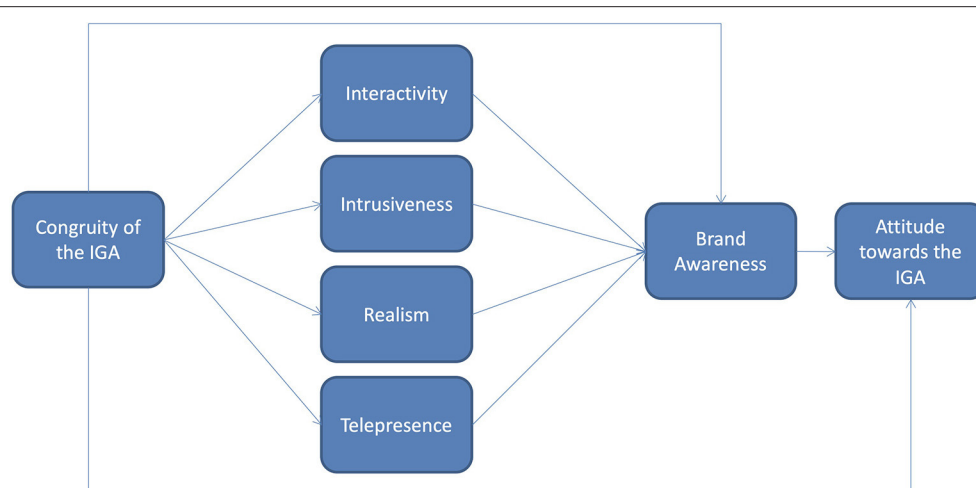 Interactivity
Intrusiveness
Congruity of
the IGA
Realism
Telepresence
Brand
Awareness
Attitude
towards the
IGA